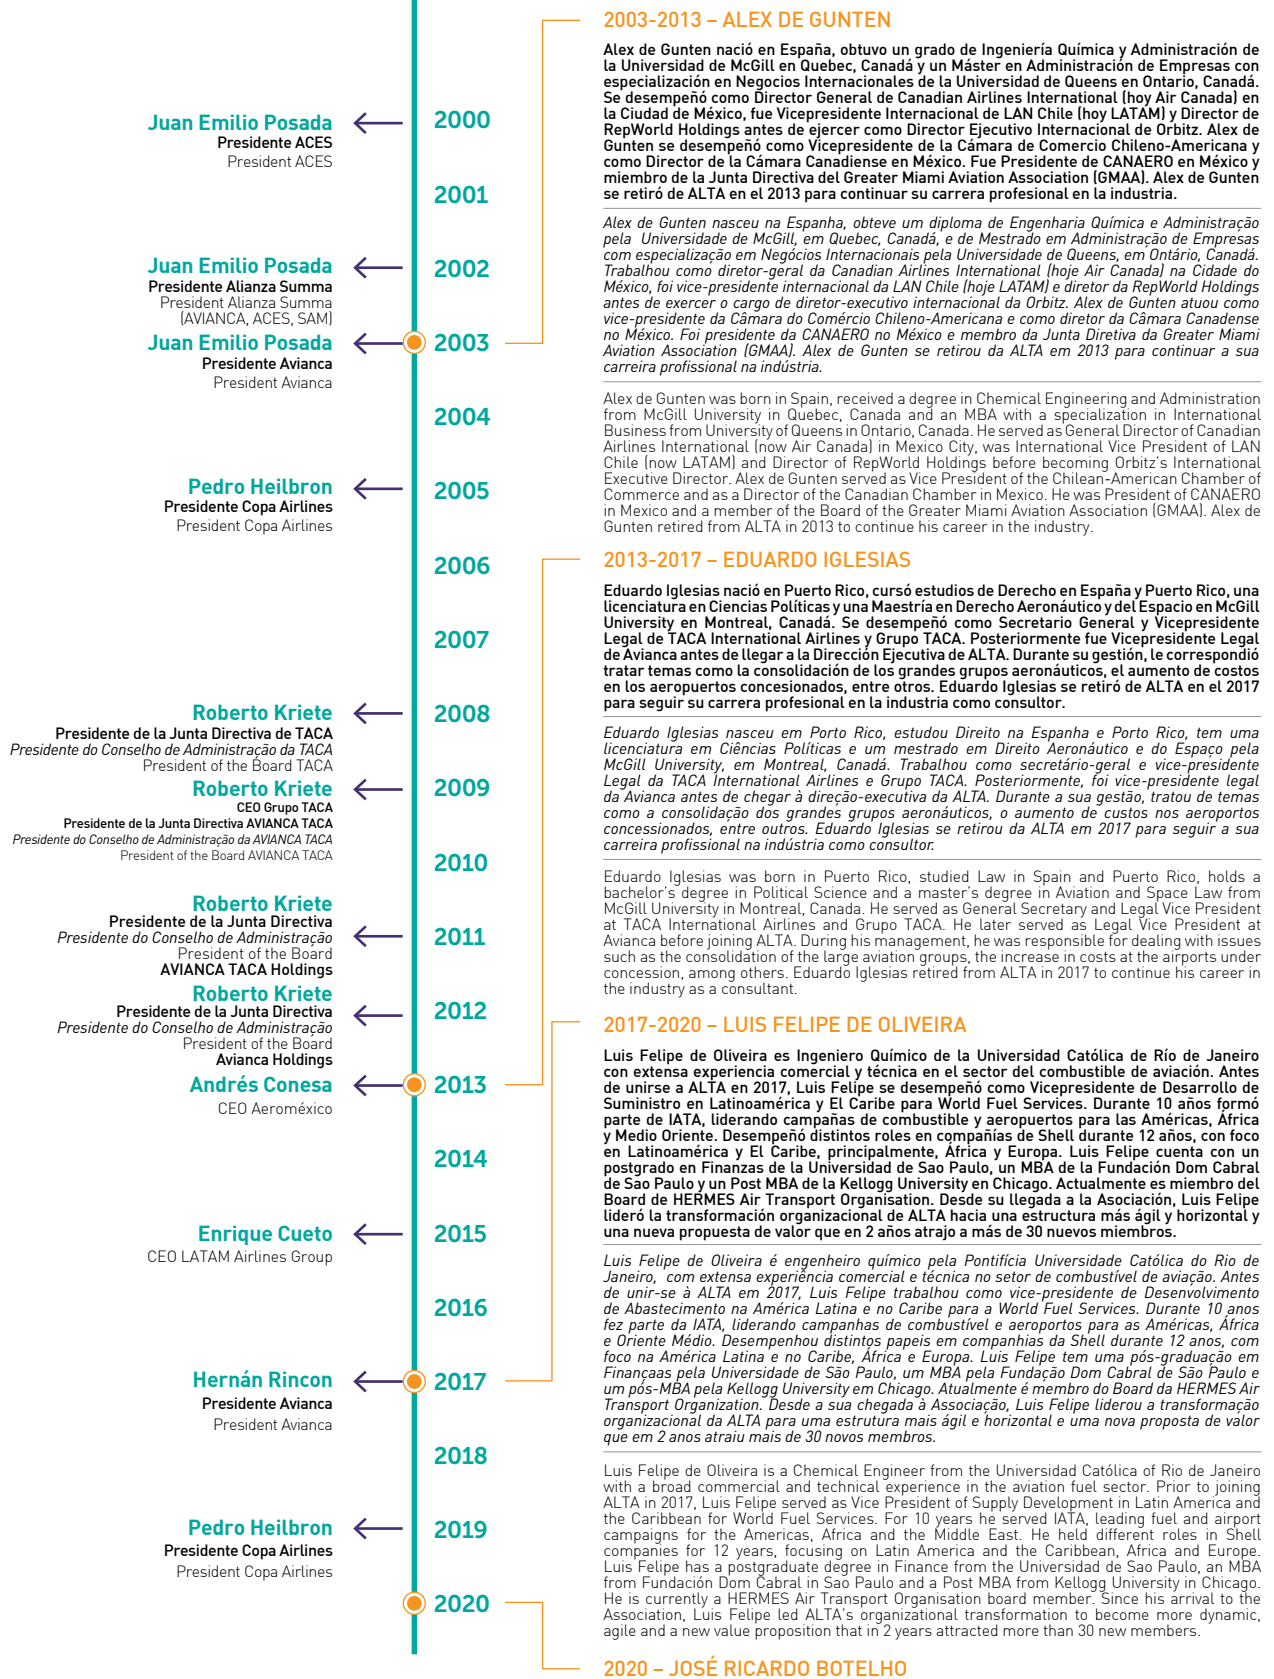 Juan Emilio Posada
Presidente ACES
President ACES
2000
2001
Juan Emilio Posada
Presidente Alianza Summa
President Alianza Summa
(AVIANCA, ACES, SAM)
2002
Juan Emilio Posada
Presidente Avianca
President Avianca
2003
2004
Pedro Heilbron
Presidente Copa Airlines
President Copa Airlines
2005
2006
2007
Roberto Kriete
Presidente de la Junta Directiva de TACA
Presidente do Conselho de Administração da TACA
President of the Board TACA
2008
Roberto Kriete
CEO Grupo TACA
Presidente de la Junta Directiva AVIANCA TACA
Presidente do Conselho de Administração da AVIANCA TACA
President of the Board AVIANCA TACA
2009
2010
Roberto Kriete
Presidente de la Junta Directiva
Presidente do Conselho de Administração
President of the Board
AVIANCA TACA Holdings
2011
Roberto Kriete
Presidente de la Junta Directiva
Presidente do Conselho de Administração
President of the Board
Avianca Holdings
2012
Andrés Conesa
CEO Aeroméxico
2013
2014
Enrique Cueto
CEO LATAM Airlines Group
2015
2016
Hernán Rincon
Presidente Avianca
President Avianca
2017
2018
Pedro Heilbron
Presidente Copa Airlines
President Copa Airlines
2019
2020
2003-2013 – ALEX DE GUNTEN
Alex de Gunten nació en España, obtuvo un grado de Ingeniería Química y Administración de
la Universidad de McGill en Quebec, Canadá y un Máster en Administración de Empresas con
especialización en Negocios Internacionales de la Universidad de Queens en Ontario, Canadá.
Se desempeñó como Director General de Canadian Airlines International (hoy Air Canada) en
la Ciudad de México, fue Vicepresidente Internacional de LAN Chile (hoy LATAM) y Director de
RepWorld Holdings antes de ejercer como Director Ejecutivo Internacional de Orbitz. Alex de
Gunten se desempeñó como Vicepresidente de la Cámara de Comercio Chileno-Americana y
como Director de la Cámara Canadiense en México. Fue Presidente de CANAERO en México y
miembro de la Junta Directiva del Greater Miami Aviation Association (GMAA). Alex de Gunten
se retiró de ALTA en el 2013 para continuar su carrera profesional en la industria.
Alex de Gunten nasceu na Espanha, obteve um diploma de Engenharia Química e Administração
pela Universidade de McGill, em Quebec, Canadá, e de Mestrado em Administração de Empresas
com especialização em Negócios Internacionais pela Universidade de Queens, em Ontário, Canadá.
Trabalhou como diretor-geral da Canadian Airlines International (hoje Air Canada) na Cidade do
México, foi vice-presidente internacional da LAN Chile (hoje LATAM) e diretor da RepWorld Holdings
antes de exercer o cargo de diretor-executivo internacional da Orbitz. Alex de Gunten atuou como
vice-presidente da Câmara do Comércio Chileno-Americana e como diretor da Câmara Canadense
no México. Foi presidente da CANAERO no México e membro da Junta Diretiva da Greater Miami
Aviation Association (GMAA). Alex de Gunten se retirou da ALTA em 2013 para continuar a sua
carreira profissional na indústria.
Alex de Gunten was born in Spain, received a degree in Chemical Engineering and Administration
from McGill University in Quebec, Canada and an MBA with a specialization in International
Business from University of Queens in Ontario, Canada. He served as General Director of Canadian
Airlines International (now Air Canada) in Mexico City, was International Vice President of LAN
Chile (now LATAM) and Director of RepWorld Holdings before becoming Orbitz's International
Executive Director. Alex de Gunten served as Vice President of the Chilean-American Chamber of
Commerce and as a Director of the Canadian Chamber in Mexico. He was President of CANAERO
in Mexico and a member of the Board of the Greater Miami Aviation Association (GMAA). Alex de
Gunten retired from ALTA in 2013 to continue his career in the industry.
2013-2017 – EDUARDO IGLESIAS
Eduardo Iglesias nació en Puerto Rico, cursó estudios de Derecho en España y Puerto Rico, una
licenciatura en Ciencias Políticas y una Maestría en Derecho Aeronáutico y del Espacio en McGill
University en Montreal, Canadá. Se desempeñó como Secretario General y Vicepresidente
Legal de TACA International Airlines y Grupo TACA. Posteriormente fue Vicepresidente Legal
de Avianca antes de llegar a la Dirección Ejecutiva de ALTA. Durante su gestión, le correspondió
tratar temas como la consolidación de los grandes grupos aeronáuticos, el aumento de costos
en los aeropuertos concesionados, entre otros. Eduardo Iglesias se retiró de ALTA en el 2017
para seguir su carrera profesional en la industria como consultor.
Eduardo Iglesias nasceu em Porto Rico, estudou Direito na Espanha e Porto Rico, tem uma
licenciatura em Ciências Políticas e um mestrado em Direito Aeronáutico e do Espaço pela
McGill University, em Montreal, Canadá. Trabalhou como secretário-geral e vice-presidente
Legal da TACA International Airlines e Grupo TACA. Posteriormente, foi vice-presidente legal
da Avianca antes de chegar à direção-executiva da ALTA. Durante a sua gestão, tratou de temas
como a consolidação dos grandes grupos aeronáuticos, o aumento de custos nos aeroportos
concessionados, entre outros. Eduardo Iglesias se retirou da ALTA em 2017 para seguir a sua
carreira profissional na indústria como consultor.
Eduardo Iglesias was born in Puerto Rico, studied Law in Spain and Puerto Rico, holds a
bachelor's degree in Political Science and a master's degree in Aviation and Space Law from
McGill University in Montreal, Canada. He served as General Secretary and Legal Vice President
at TACA International Airlines and Grupo TACA. He later served as Legal Vice President at
Avianca before joining ALTA. During his management, he was responsible for dealing with issues
such as the consolidation of the large aviation groups, the increase in costs at the airports under
concession, among others. Eduardo Iglesias retired from ALTA in 2017 to continue his career in
the industry as a consultant.
2017-2020 – LUIS FELIPE DE OLIVEIRA
Luis Felipe de Oliveira es Ingeniero Químico de la Universidad Católica de Río de Janeiro
con extensa experiencia comercial y técnica en el sector del combustible de aviación. Antes
de unirse a ALTA en 2017, Luis Felipe se desempeñó como Vicepresidente de Desarrollo de
Suministro en Latinoamérica y El Caribe para World Fuel Services. Durante 10 años formó
parte de IATA, liderando campañas de combustible y aeropuertos para las Américas, África
y Medio Oriente. Desempeñó distintos roles en compañías de Shell durante 12 años, con foco
en Latinoamérica y El Caribe, principalmente, África y Europa. Luis Felipe cuenta con un
postgrado en Finanzas de la Universidad de Sao Paulo, un MBA de la Fundación Dom Cabral
de Sao Paulo y un Post MBA de la Kellogg University en Chicago. Actualmente es miembro del
Board de HERMES Air Transport Organisation. Desde su llegada a la Asociación, Luis Felipe
lideró la transformación organizacional de ALTA hacia una estructura más ágil y horizontal y
una nueva propuesta de valor que en 2 años atrajo a más de 30 nuevos miembros.
Luis Felipe de Oliveira é engenheiro químico pela Pontifícia Universidade Católica do Rio de
Janeiro, com extensa experiência comercial e técnica no setor de combustível de aviação. Antes
de unir-se à ALTA em 2017, Luis Felipe trabalhou como vice-presidente de Desenvolvimento
de Abastecimento na América Latina e no Caribe para a World Fuel Services. Durante 10 anos
fez parte da IATA, liderando campanhas de combustível e aeroportos para as Américas, África
e Oriente Médio. Desempenhou distintos papeis em companhias da Shell durante 12 anos, com
foco na América Latina e no Caribe, África e Europa. Luis Felipe tem uma pós-graduação em
Finançaas pela Universidade de São Paulo, um MBA pela Fundação Dom Cabral de São Paulo e
um pós-MBA pela Kellogg University em Chicago. Atualmente é membro do Board da HERMES Air
Transport Organization. Desde a sua chegada à Associação, Luis Felipe liderou a transformação
organizacional da ALTA para uma estrutura mais ágil e horizontal e uma nova proposta de valor
que em 2 anos atraiu mais de 30 novos membros.
Luis Felipe de Oliveira is a Chemical Engineer from the Universidad Católica of Rio de Janeiro
with a broad commercial and technical experience in the aviation fuel sector. Prior to joining
ALTA in 2017, Luis Felipe served as Vice President of Supply Development in Latin America and
the Caribbean for World Fuel Services. For 10 years he served IATA, leading fuel and airport
campaigns for the Americas, Africa and the Middle East. He held different roles in Shell
companies for 12 years, focusing on Latin America and the Caribbean, Africa and Europe.
Luis Felipe has a postgraduate degree in Finance from the Universidad de Sao Paulo, an MBA
from Fundación Dom Cabral in Sao Paulo and a Post MBA from Kellogg University in Chicago.
He is currently a HERMES Air Transport Organisation board member. Since his arrival to the
Association, Luis Felipe led ALTA's organizational transformation to become more dynamic,
agile and a new value proposition that in 2 years attracted more than 30 new members.
2020 – JOSÉ RICARDO BOTELHO